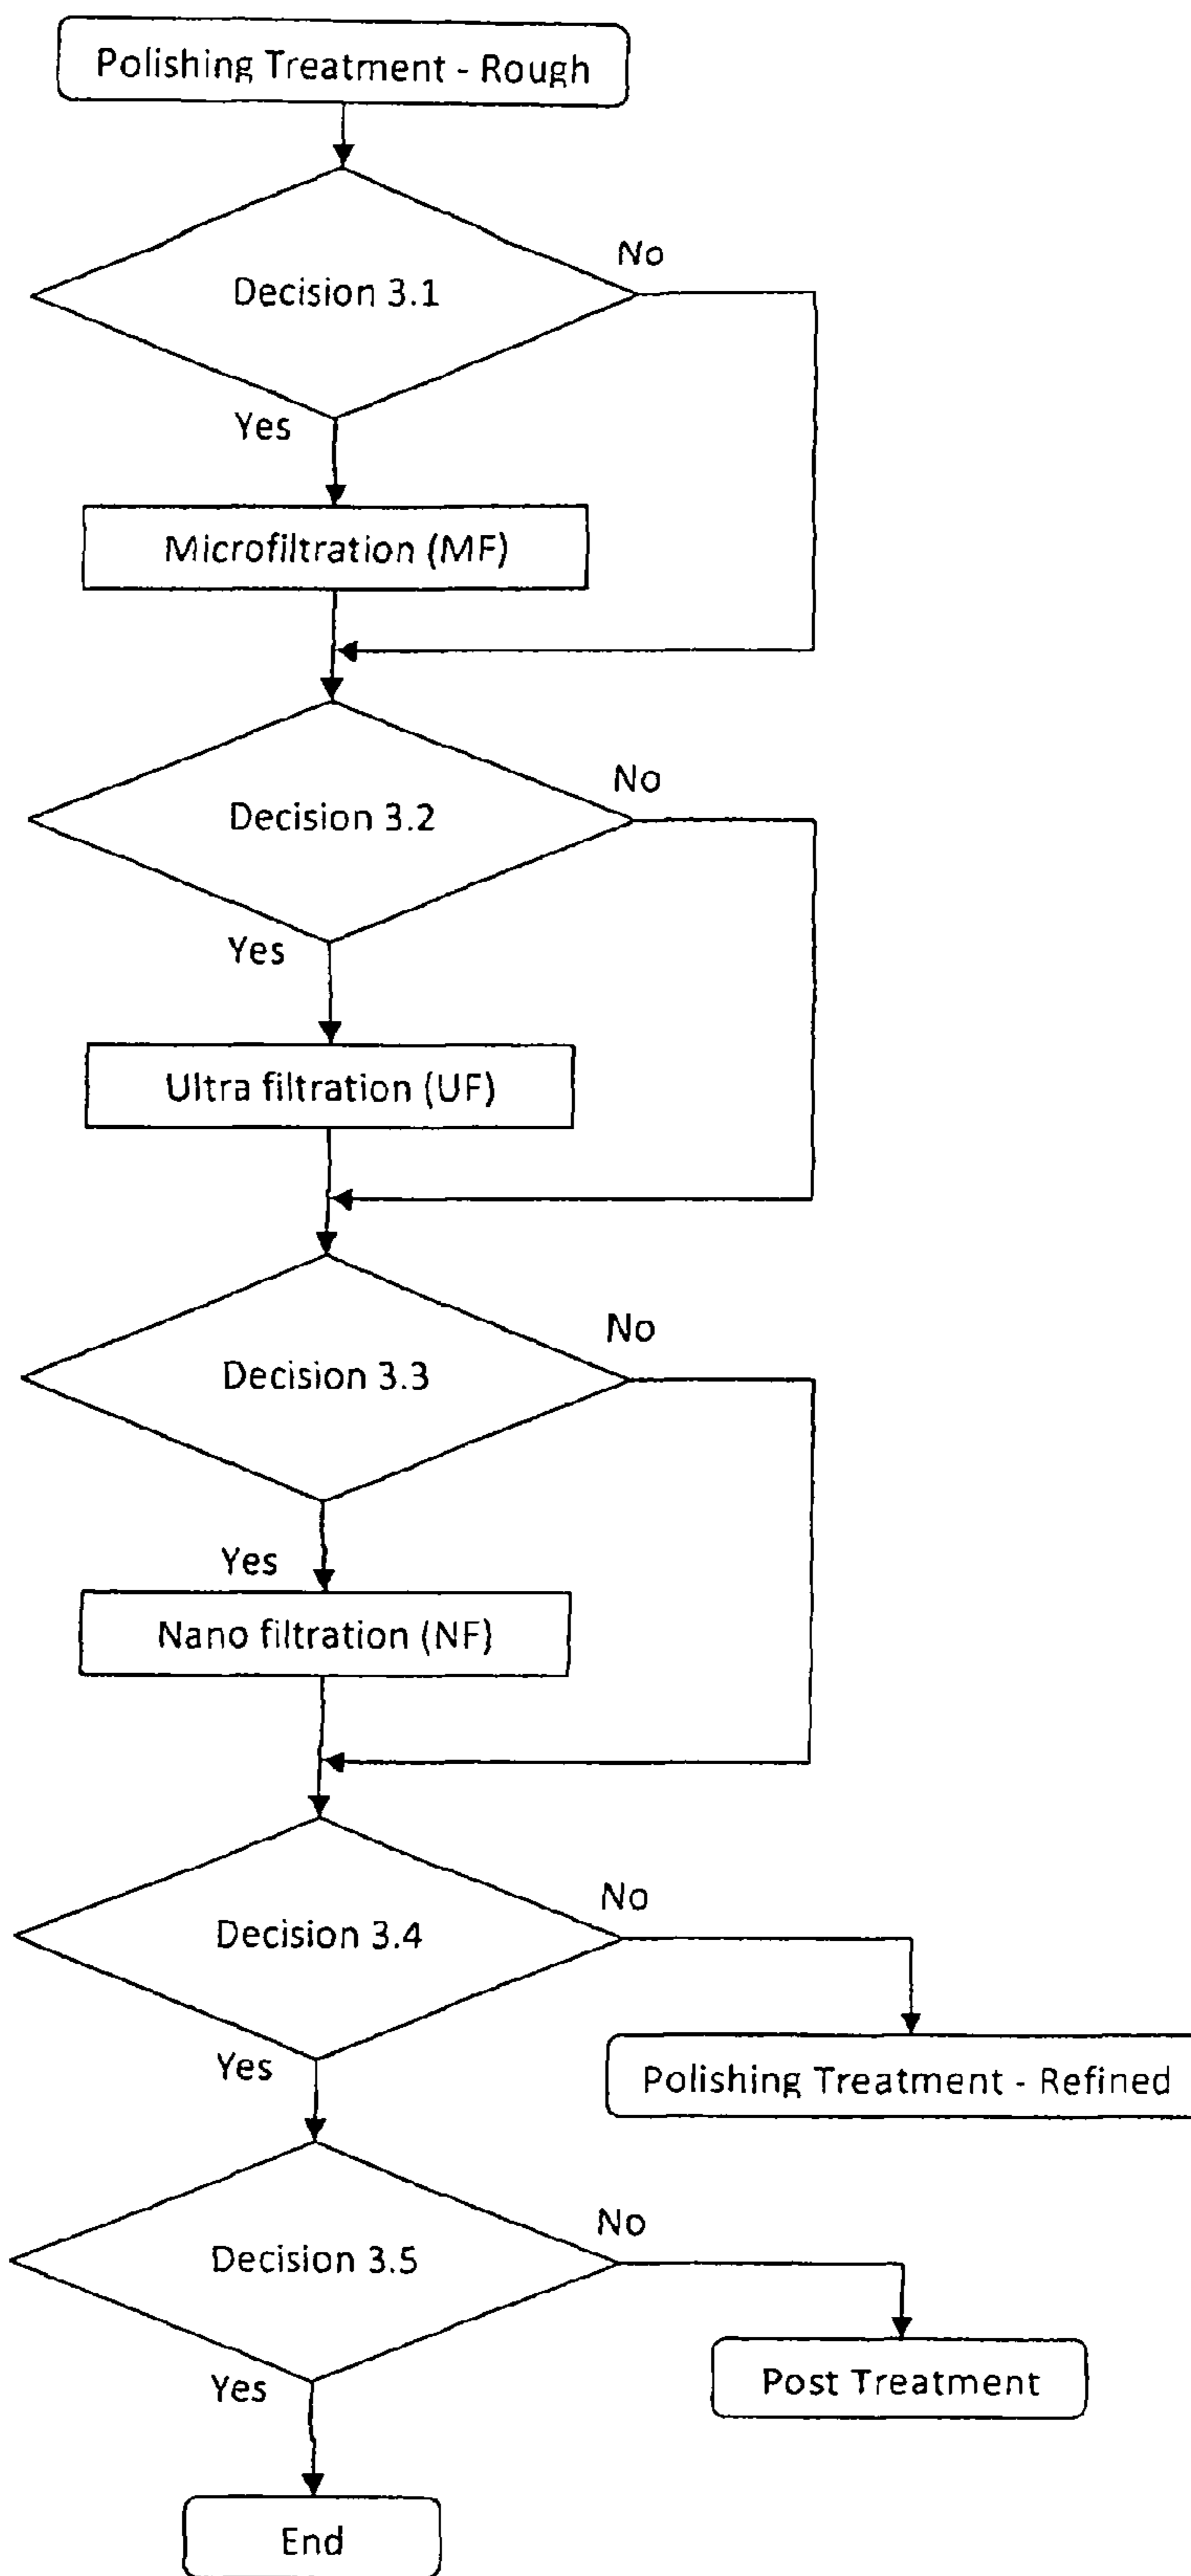 Polishing Treatment - Rough
Decision 3.1
No
Yes
Microfiltration (MF)
Decision 3.2
No
Yes
Ultra filtration (UF)
Decision 3.3
No
Yes
Nano filtration (NF)
Decision 3.4
No
Yes
Polishing Treatment - Refined
Decision 3.5
No
Yes
Post Treatment
End